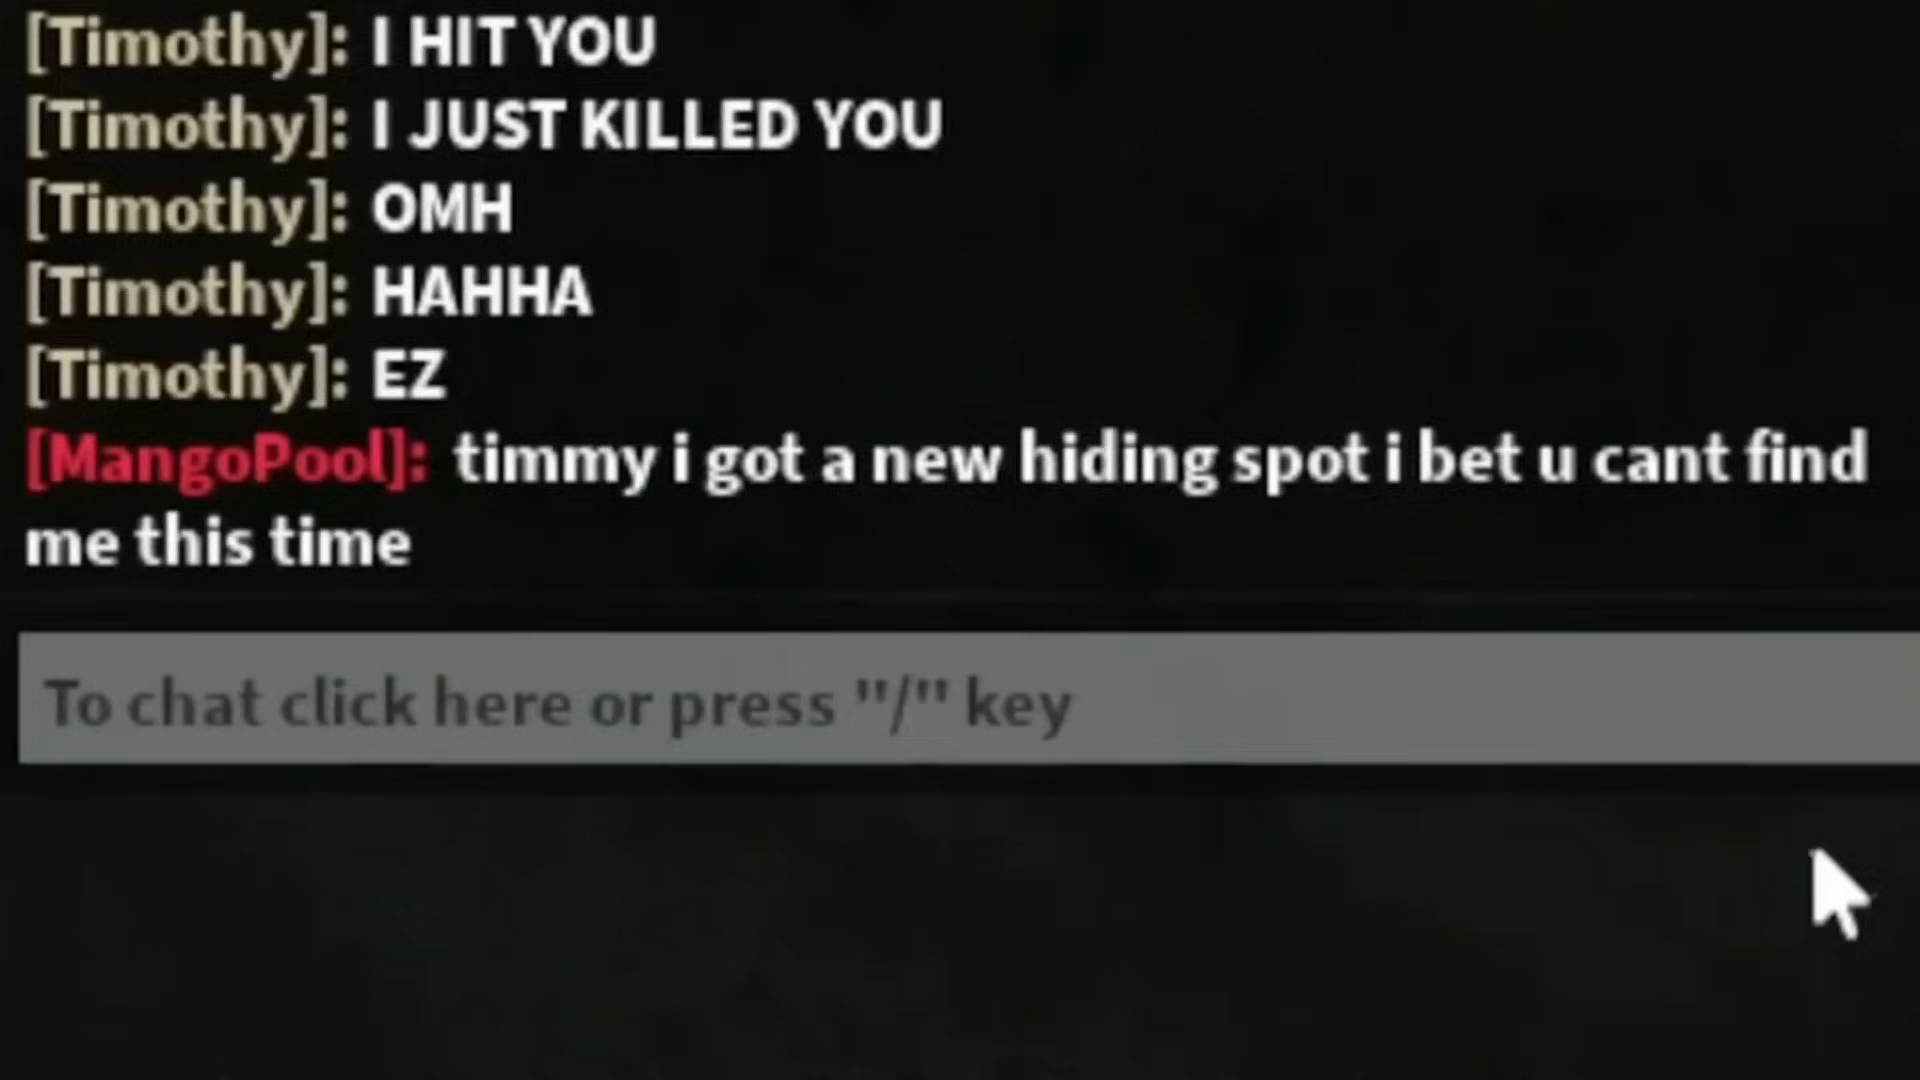 [Timothy]: I HIT YOU
[Timothy]: I JUST KILLED YOU
[Timothy]: OMH
[Timothy]: HAHHA
[Timothy]: EZ
[MangoPool]: timmy i got a new hiding spot i bet u cant find
me this time
To chat click here or press "/" key